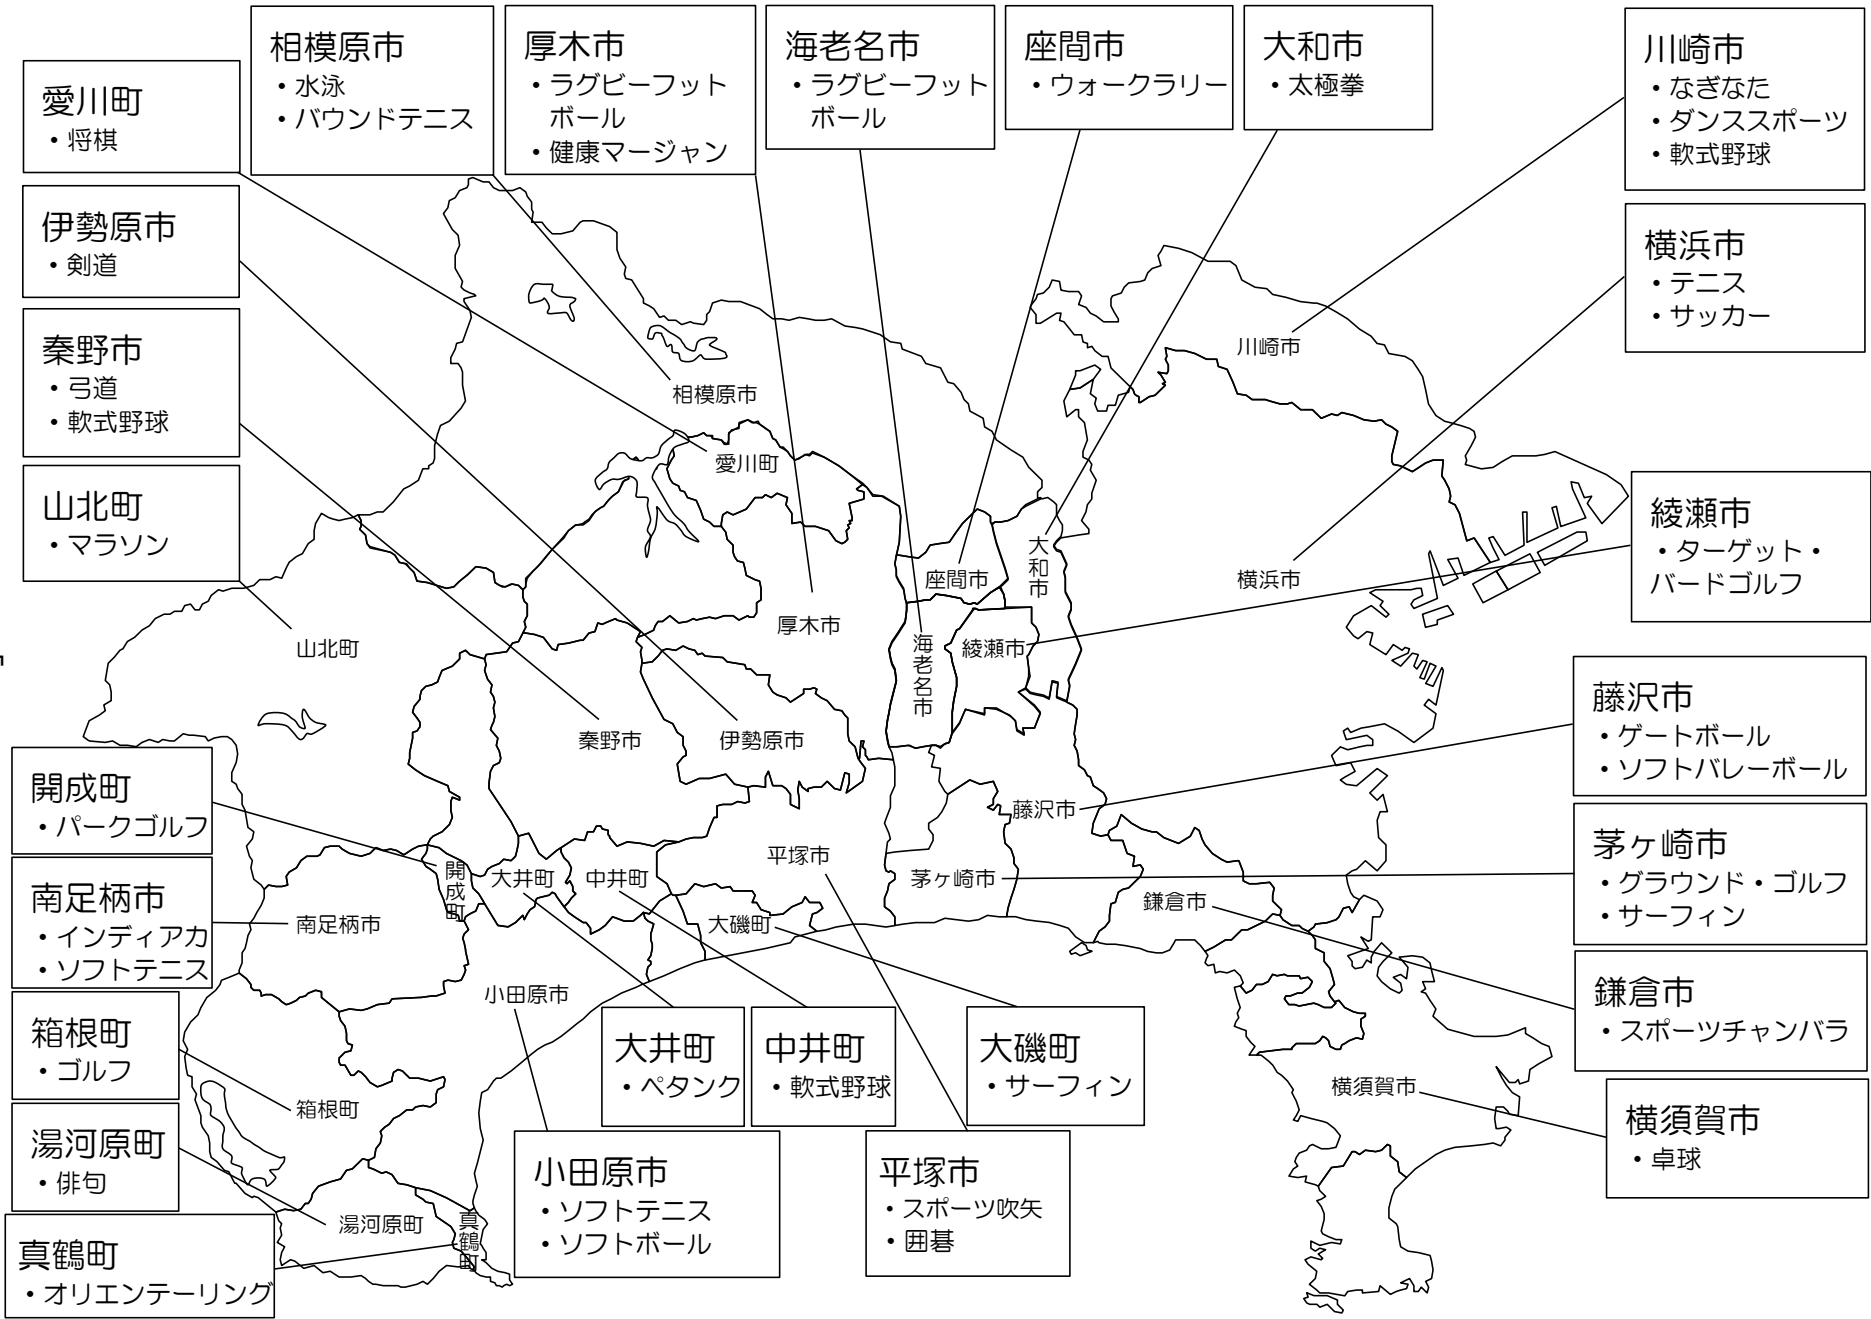 相模原市
・水泳
・バウンドテニス
厚木市
・ラグビーフット
ボール
・健康マージャン
海老名市
・ラグビーフット
ボール
座間市
・ウォークラリー
大和市
・太極拳
川崎市
・なぎなた
・ダンススポーツ
・軟式野球
愛川町
・将棋
伊勢原市
・剣道
秦野市
・弓道
・軟式野球
山北町
・マラソン
横浜市
・テニス
・サッカー
綾瀬市
・ターゲット・
バードゴルフ
藤沢市
・ゲートボール
・ソフトバレーボール
茅ヶ崎市
・グラウンド・ゴルフ
・サーフィン
鎌倉市
・スポーツチャンバラ
横須賀市
・卓球
開成町
・パークゴルフ
南足柄市
・インディアカ
・ソフトテニス
箱根町
・ゴルフ
湯河原町
・俳句
真鶴町
・オリエンテーリング
大井町
・ペタンク
中井町
・軟式野球
大磯町
・サーフィン
小田原市
・ソフトテニス
・ソフトボール
平塚市
・スポーツ吹矢
・囲碁
川崎市
相模原市
愛川町
座間市
大和市
横浜市
厚木市
海老名市
綾瀬市
山北町
秦野市
伊勢原市
藤沢市
平塚市
開成町
大井町
中井町
茅ヶ崎市
鎌倉市
南足柄市
大磯町
小田原市
横須賀市
箱根町
湯河原町
真鶴町